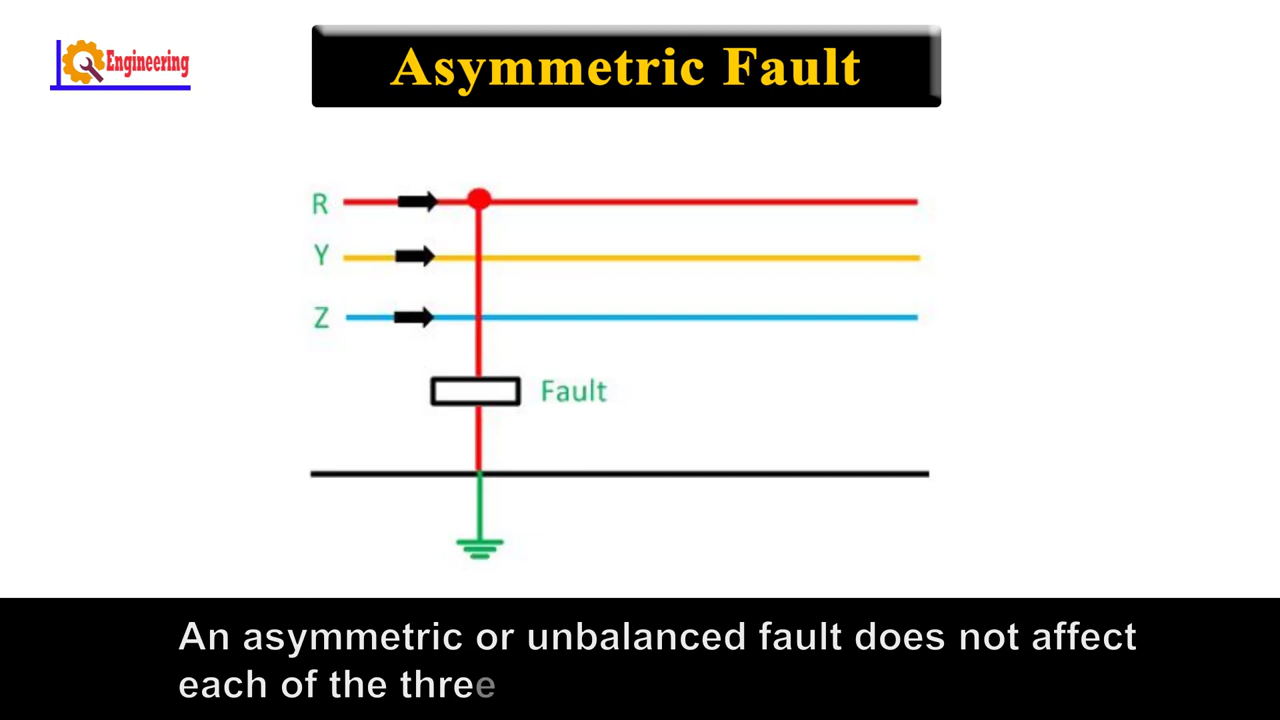 Engineering
Asymmetric Fault
R
Y
Z
Fault
An asymmetric or unbalanced fault does not affect
each of the three